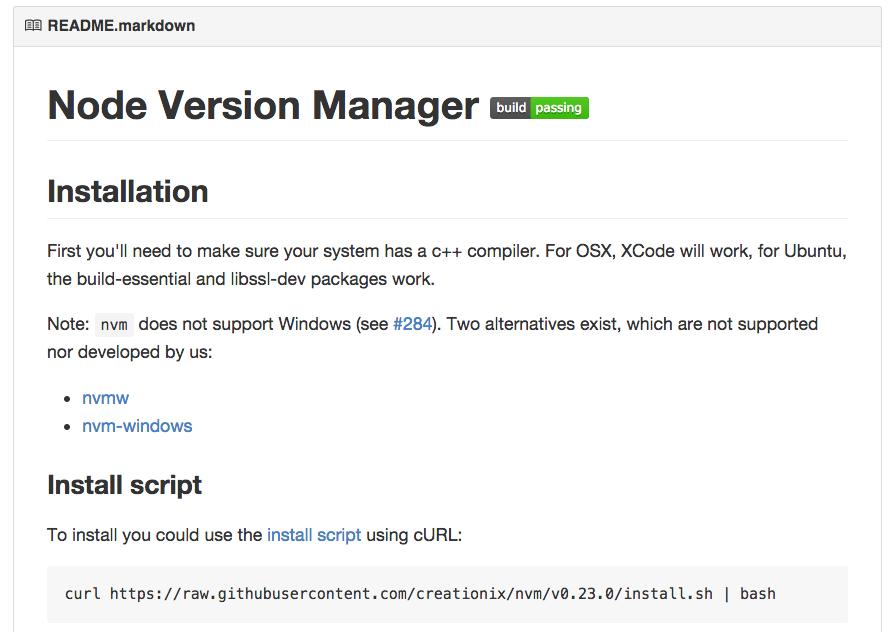 README.markdown
Node Version Manager build passing
Installation
First you'll need to make sure your system has a c++ compiler. For OSX, XCode will work, for Ubuntu,
the build-essential and libssl-dev packages work.
Note: nvm does not support Windows (see #284). Two alternatives exist, which are not supported
nor developed by us:
• nvmw
• nvm-windows
Install script
To install you could use the install script using cURL:
curl https://raw.githubusercontent.com/creationix/nvm/v0.23.0/install.sh | bash